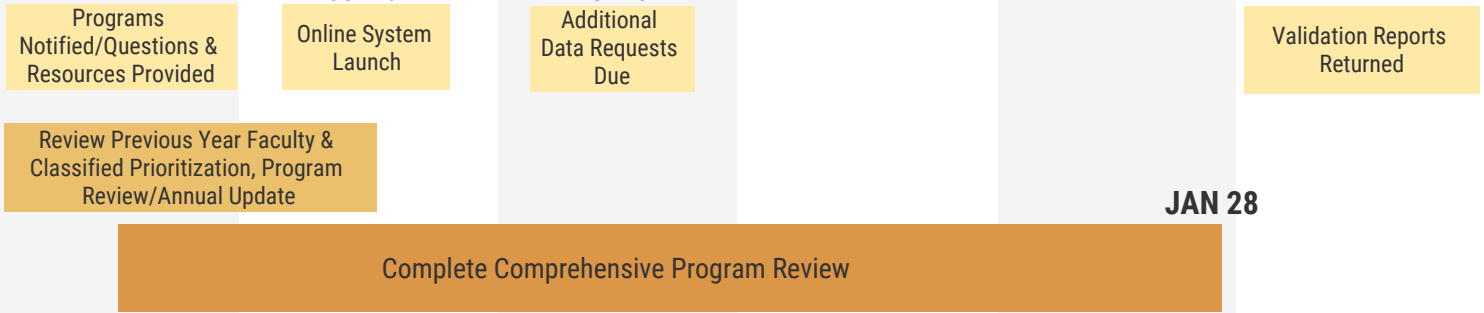 Programs
Notified/Questions &
Resources Provided
Online System
Launch
Additional
Data Requests
Due
Validation Reports
Returned
Review Previous Year Faculty &
Classified Prioritization, Program
Review/Annual Update
JAN 28
Complete Comprehensive Program Review